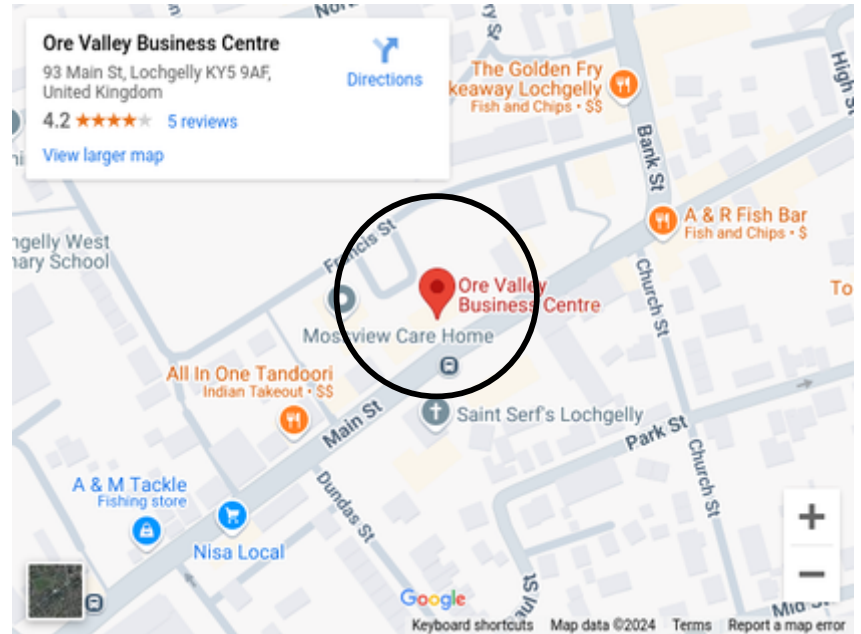 Ore Valley Business Centre
93 Main St, Lochgelly KY5 9AF,
United Kingdom
4.2
5 reviews
View larger map
Directions
The Golden Fry
keaway Lochgelly
Fish and Chips • $$
High S
Bank St
A & R Fish Bar
Fish and Chips • $
ngelly West
ary School
Francis St
Ore Valley
Business Centre
Church St
To
Mossview Care Home
All In One Tandoori
Indian Takeout • $$
Main St
Saint Serf's Lochgelly
Park St
Church St
A & M Tackle
Fishing store
Dundas St
Nisa Local
+
−
Google
Keyboard shortcuts
Map data ©2024
Terms
Report a map error